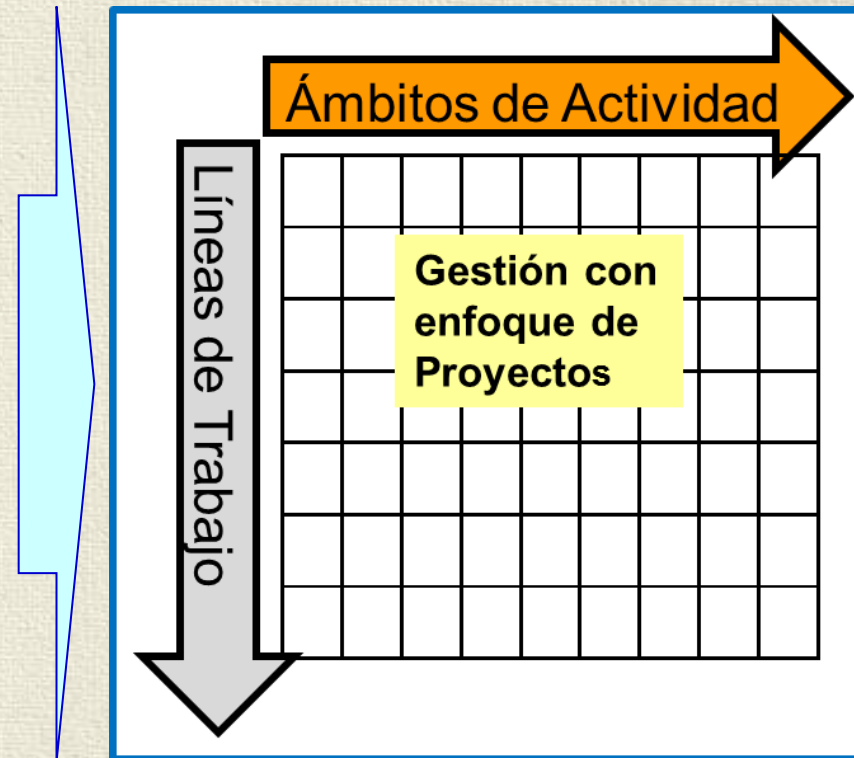 Ámbitos de Actividad
Líneas de Trabajo
Gestión con
enfoque de
Proyectos